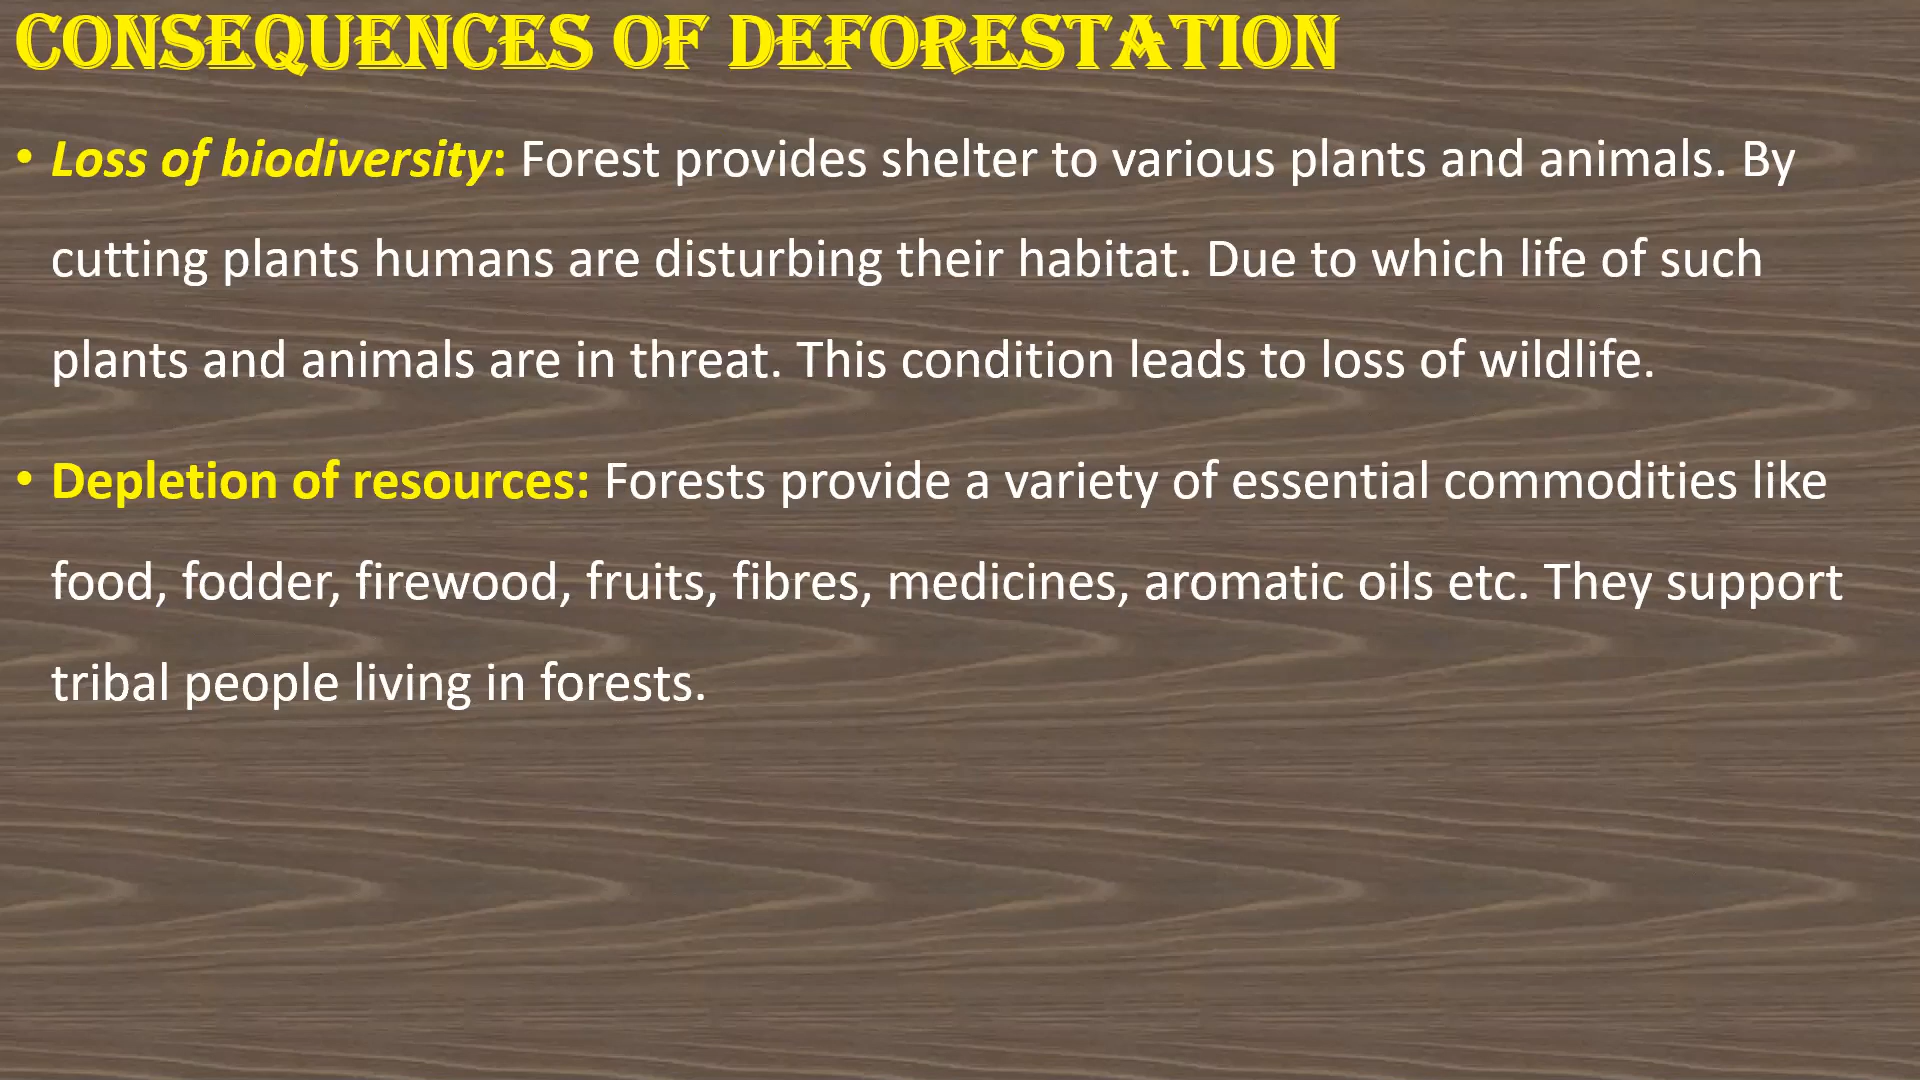 CONSEQUENCES OF DEFORESTATION
• Loss of biodiversity: Forest provides shelter to various plants and animals. By
cutting plants humans are disturbing their habitat. Due to which life of such
plants and animals are in threat. This condition leads to loss of wildlife.
• Depletion of resources: Forests provide a variety of essential commodities like
food, fodder, firewood, fruits, fibres, medicines, aromatic oils etc. They support
tribal people living in forests.